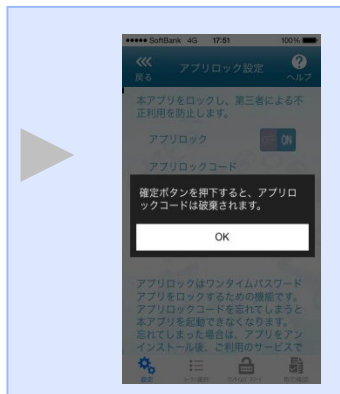 SoftBank 4G 17:51 100%
戻る アプリロック設定 ? ヘルプ
本アプリをロックし、第三者による不
正利用を防止します。
アプリロック ON
アプリロックコード
確定ボタンを押下すると、アプリロ
ックコードは破棄されます。
OK
アプリロックはワンタイムパスワード
アプリをロックするための機能です。
アプリロックコードを忘れてしまうと
本アプリを起動できなくなります。
忘れてしまった場合は、アプリをアン
インストール後、ご利用のサービスで
設定